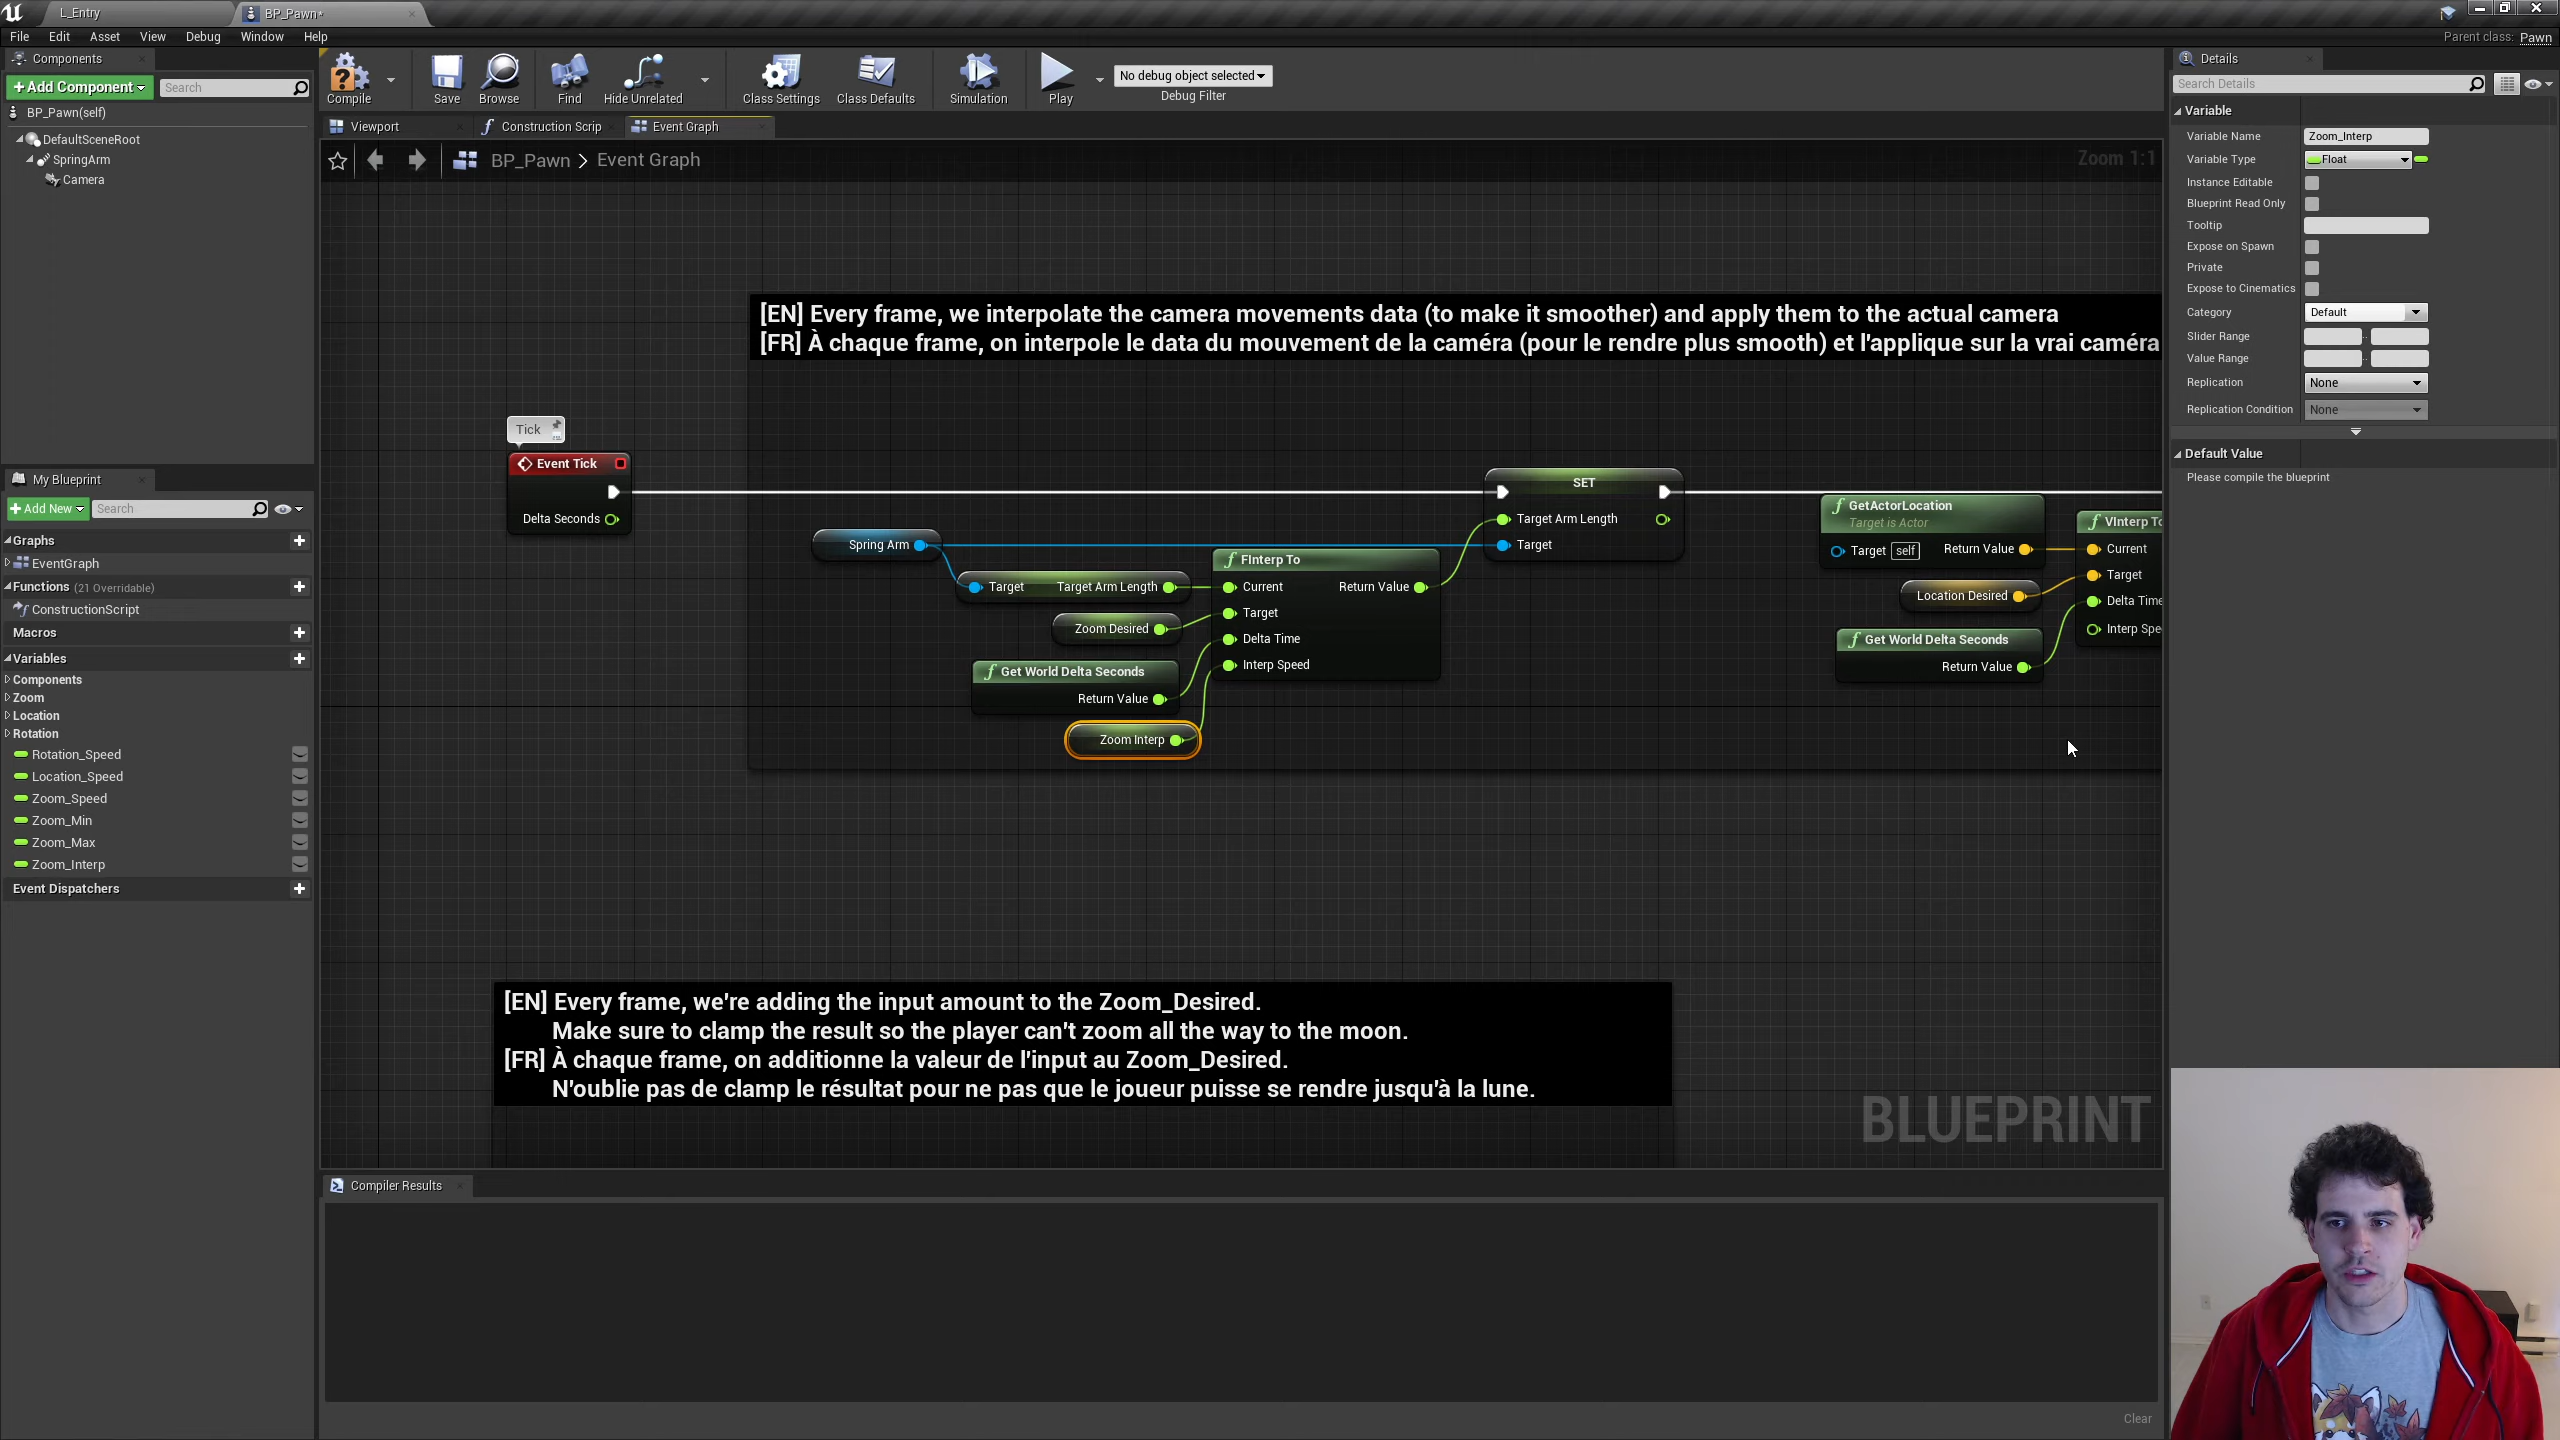 L_Entry
BP_Pawn*
File Edit Asset View Debug Window Help
Parent class: Pawn
Components
+Add Component
Search
BP_Pawn(self)
DefaultSceneRoot
SpringArm
Camera
Compile
Save
Browse
Find
Hide Unrelated
Class Settings
Class Defaults
Simulation
Play
No debug object selected
Debug Filter
Viewport
Construction Scrip
Event Graph
BP_Pawn > Event Graph
Zoom 1:1
[EN] Every frame, we interpolate the camera movements data (to make it smoother) and apply them to the actual camera
[FR] À chaque frame, on interpole le data du mouvement de la caméra (pour le rendre plus smooth) et l'applique sur la vrai caméra
Tick
Event Tick
Delta Seconds
Spring Arm
Target Target Arm Length
Zoom Desired
Get World Delta Seconds
Return Value
Zoom Interp
FInterp To
Current Return Value
Target
Delta Time
Interp Speed
SET
Target Arm Length
Target
GetActorLocation
Target is Actor
Target self Return Value
Location Desired
Get World Delta Seconds
Return Value
VInterp To
Current
Target
Delta Time
Interp Spe
[EN] Every frame, we're adding the input amount to the Zoom_Desired.
Make sure to clamp the result so the player can't zoom all the way to the moon.
[FR] À chaque frame, on additionne la valeur de l'input au Zoom_Desired.
N'oublie pas de clamp le résultat pour ne pas que le joueur puisse se rendre jusqu'à la lune.
BLUEPRINT
My Blueprint
+Add New
Search
Graphs
EventGraph
Functions (21 Overridable)
ConstructionScript
Macros
Variables
Components
Zoom
Location
Rotation
Rotation_Speed
Location_Speed
Zoom_Speed
Zoom_Min
Zoom_Max
Zoom_Interp
Event Dispatchers
Compiler Results
Clear
Details
Search Details
Variable
Variable Name Zoom_Interp
Variable Type Float
Instance Editable
Blueprint Read Only
Tooltip
Expose on Spawn
Private
Expose to Cinematics
Category Default
Slider Range
Value Range
Replication None
Replication Condition None
Default Value
Please compile the blueprint